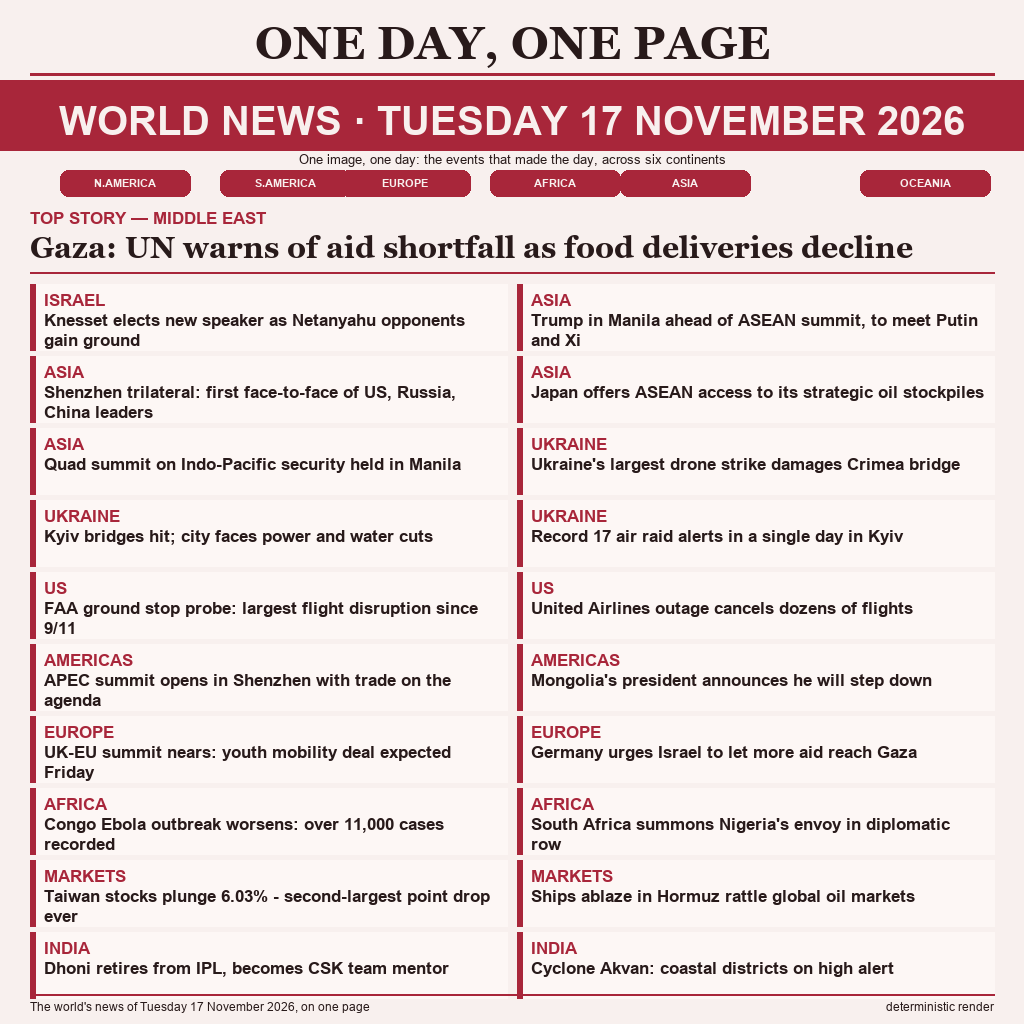 ONE DAY, ONE PAGE
WORLD NEWS · TUESDAY 17 NOVEMBER 2026
One image, one day: the events that made the day, across six continents
N.AMERICA
S.AMERICA
EUROPE
AFRICA
ASIA
OCEANIA
TOP STORY — MIDDLE EAST
Gaza: UN warns of aid shortfall as food deliveries decline
ISRAEL
Knesset elects new speaker as Netanyahu opponents
gain ground
ASIA
Trump in Manila ahead of ASEAN summit, to meet Putin
and Xi
ASIA
Shenzhen trilateral: first face-to-face of US, Russia,
China leaders
ASIA
Japan offers ASEAN access to its strategic oil stockpiles
ASIA
Quad summit on Indo-Pacific security held in Manila
UKRAINE
Ukraine's largest drone strike damages Crimea bridge
UKRAINE
Kyiv bridges hit; city faces power and water cuts
UKRAINE
Record 17 air raid alerts in a single day in Kyiv
US
FAA ground stop probe: largest flight disruption since
9/11
US
United Airlines outage cancels dozens of flights
AMERICAS
APEC summit opens in Shenzhen with trade on the
agenda
AMERICAS
Mongolia's president announces he will step down
EUROPE
UK-EU summit nears: youth mobility deal expected
Friday
EUROPE
Germany urges Israel to let more aid reach Gaza
AFRICA
Congo Ebola outbreak worsens: over 11,000 cases
recorded
AFRICA
South Africa summons Nigeria's envoy in diplomatic
row
MARKETS
Taiwan stocks plunge 6.03% - second-largest point drop
ever
MARKETS
Ships ablaze in Hormuz rattle global oil markets
INDIA
Dhoni retires from IPL, becomes CSK team mentor
INDIA
Cyclone Akvan: coastal districts on high alert
The world's news of Tuesday 17 November 2026, on one page
deterministic render